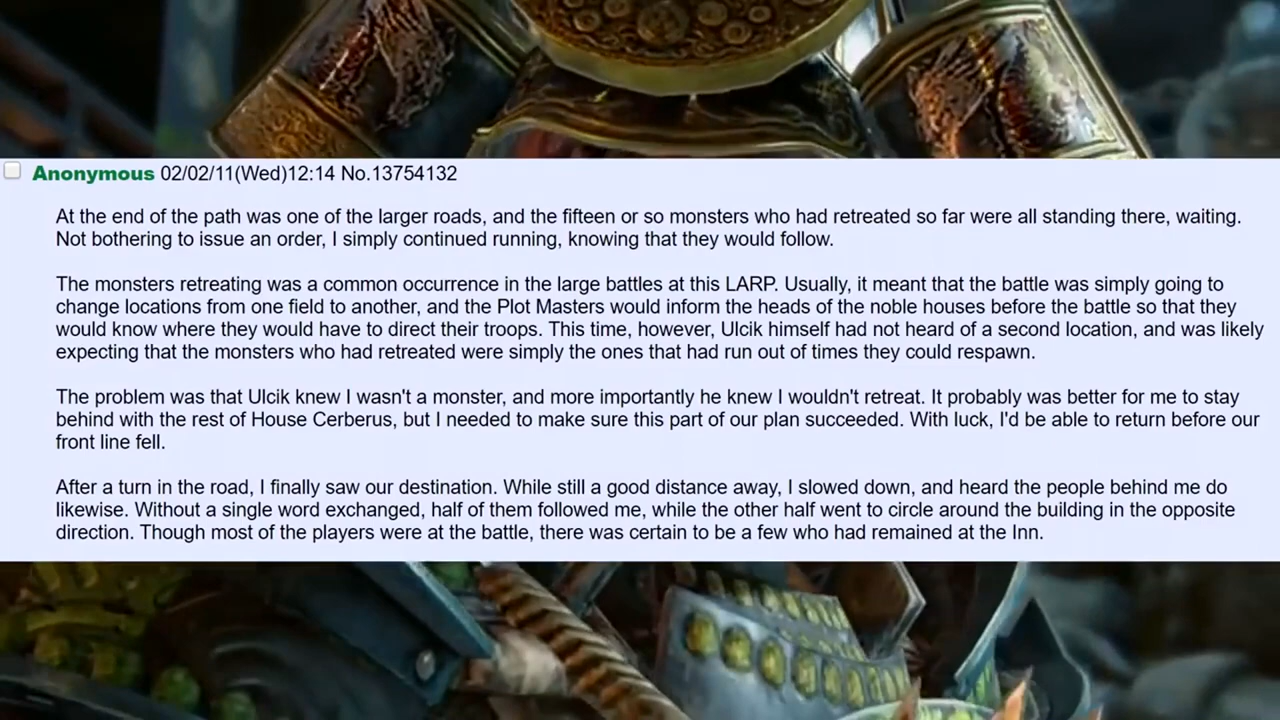 Anonymous 02/02/11(Wed)12:14 No.13754132
At the end of the path was one of the larger roads, and the fifteen or so monsters who had retreated so far were all standing there, waiting.
Not bothering to issue an order, I simply continued running, knowing that they would follow.
The monsters retreating was a common occurrence in the large battles at this LARP. Usually, it meant that the battle was simply going to
change locations from one field to another, and the Plot Masters would inform the heads of the noble houses before the battle so that they
would know where they would have to direct their troops. This time, however, Ulcik himself had not heard of a second location, and was likely
expecting that the monsters who had retreated were simply the ones that had run out of times they could respawn.
The problem was that Ulcik knew I wasn't a monster, and more importantly he knew I wouldn't retreat. It probably was better for me to stay
behind with the rest of House Cerberus, but I needed to make sure this part of our plan succeeded. With luck, I'd be able to return before our
front line fell.
After a turn in the road, I finally saw our destination. While still a good distance away, I slowed down, and heard the people behind me do
likewise. Without a single word exchanged, half of them followed me, while the other half went to circle around the building in the opposite
direction. Though most of the players were at the battle, there was certain to be a few who had remained at the Inn.